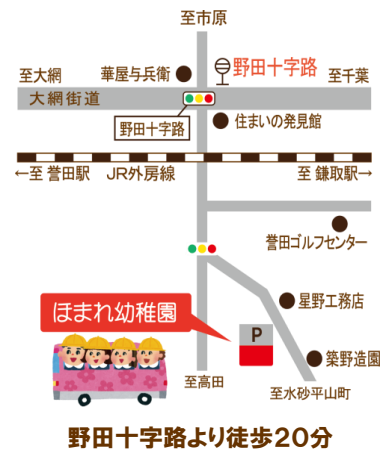 至市原
野田十字路
至大網
華屋与兵衛
至千葉
大網街道
野田十字路
住まいの発見館
←至 誉田駅
JR外房線
至 鎌取駅→
誉田ゴルフセンター
ほまれ幼稚園
星野工務店
P
築野造園
至高田
至水砂平山町
野田十字路より徒歩20分